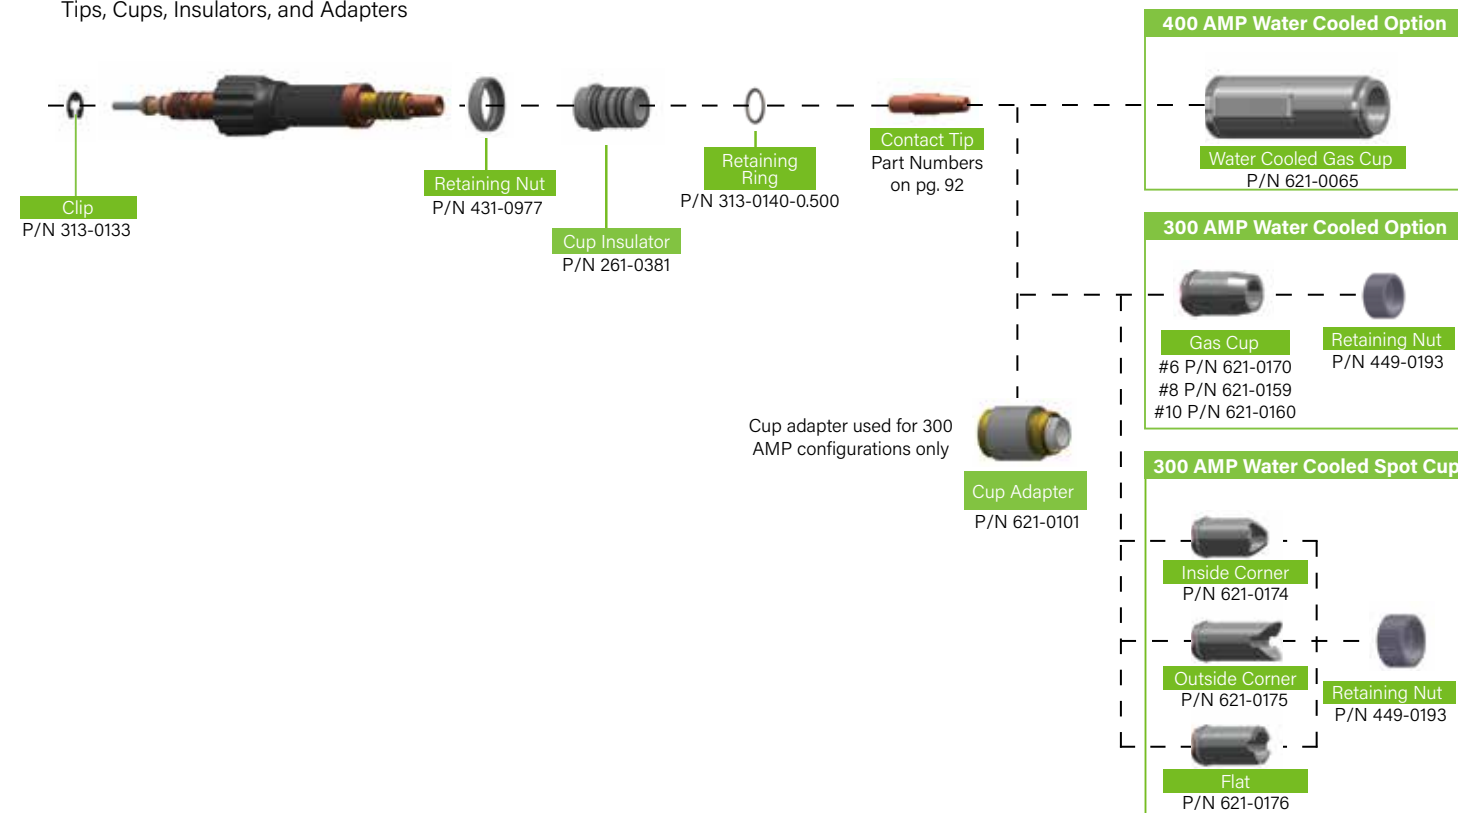 Tips, Cups, Insulators, and Adapters
400 AMP Water Cooled Option
Water Cooled Gas Cup
P/N 621-0065
Contact Tip
Part Numbers
on pg. 92
Retaining
Ring
P/N 313-0140-0.500
Retaining Nut
P/N 431-0977
Clip
P/N 313-0133
Cup Insulator
P/N 261-0381
300 AMP Water Cooled Option
Gas Cup
#6 P/N 621-0170
#8 P/N 621-0159
#10 P/N 621-0160
Retaining Nut
P/N 449-0193
Cup adapter used for 300
AMP configurations only
Cup Adapter
P/N 621-0101
300 AMP Water Cooled Spot Cup
Inside Corner
P/N 621-0174
Outside Corner
P/N 621-0175
Retaining Nut
P/N 449-0193
Flat
P/N 621-0176